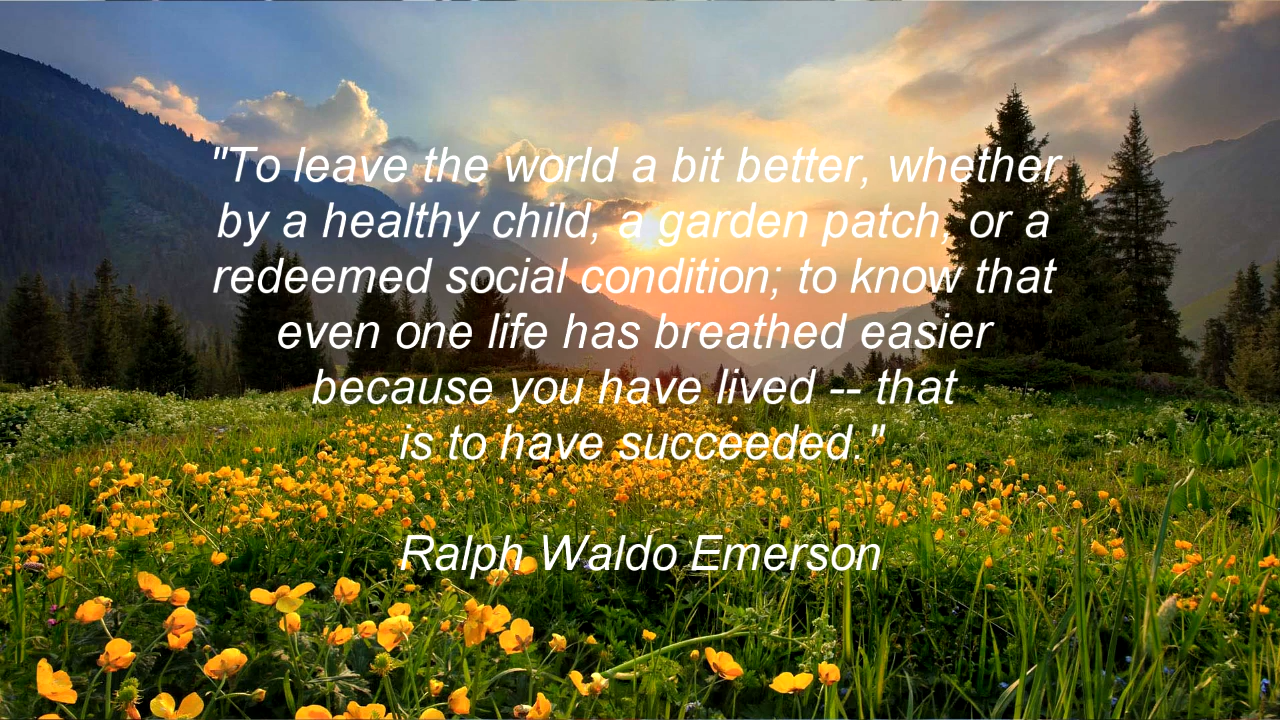 "To leave the world a bit better, whether
by a healthy child, a garden patch, or a
redeemed social condition; to know that
even one life has breathed easier
because you have lived -- that
is to have succeeded."
Ralph Waldo Emerson